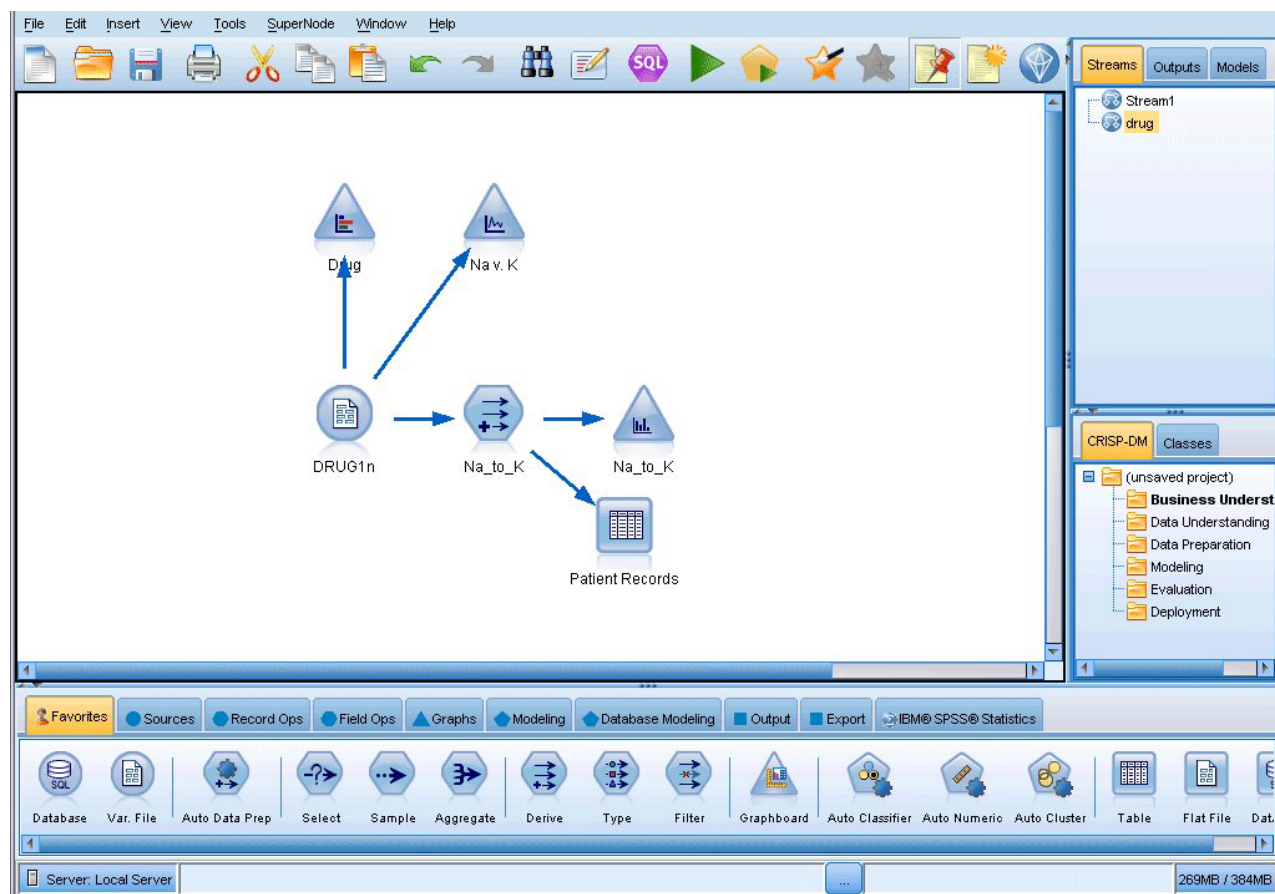 File Edit Insert View Tools SuperNode Window Help
SQL
Streams Outputs Models
Stream1
drug
Drug
Na v. K
DRUG1n
Na_to_K
Na_to_K
Patient Records
CRISP-DM Classes
(unsaved project)
Business Underst
Data Understanding
Data Preparation
Modeling
Evaluation
Deployment
Favorites Sources Record Ops Field Ops Graphs Modeling Database Modeling Output Export IBM® SPSS® Statistics
SQL
Database Var. File Auto Data Prep Select Sample Aggregate Derive Type Filter Graphboard Auto Classifier Auto Numeric Auto Cluster Table Flat File Dat
Server: Local Server ... 269MB / 384MB